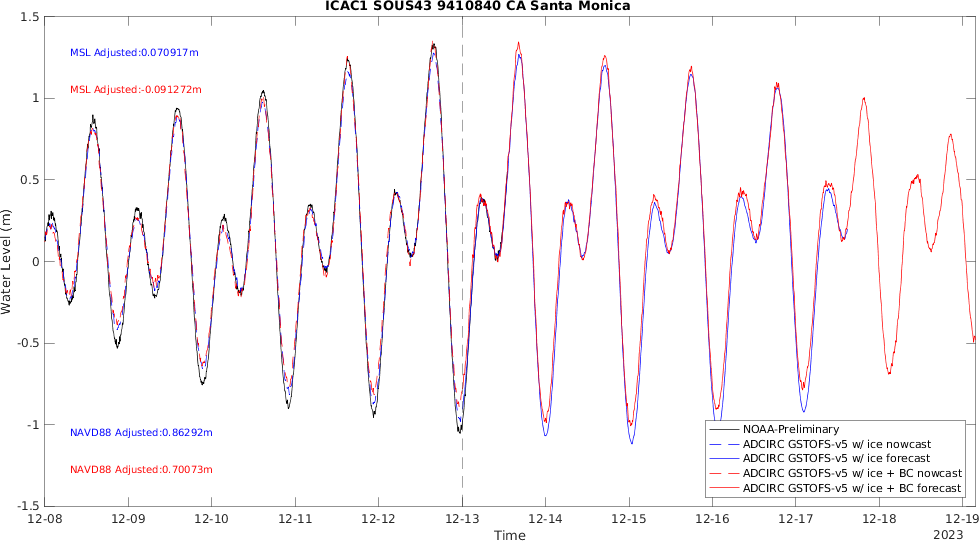 ICAC1 SOUS43 9410840 CA Santa Monica
1.5
MSL Adjusted:0.070917m
MSL Adjusted:-0.091272m
1
0.5
0
-0.5
-1
-1.5
Water Level (m)
NAVD88 Adjusted:0.86292m
NAVD88 Adjusted:0.70073m
NOAA-Preliminary
ADCIRC GSTOFS-v5 w/ ice nowcast
ADCIRC GSTOFS-v5 w/ ice forecast
ADCIRC GSTOFS-v5 w/ ice + BC nowcast
ADCIRC GSTOFS-v5 w/ ice + BC forecast
12-08 12-09 12-10 12-11 12-12 12-13 12-14 12-15 12-16 12-17 12-18 12-19
Time
2023